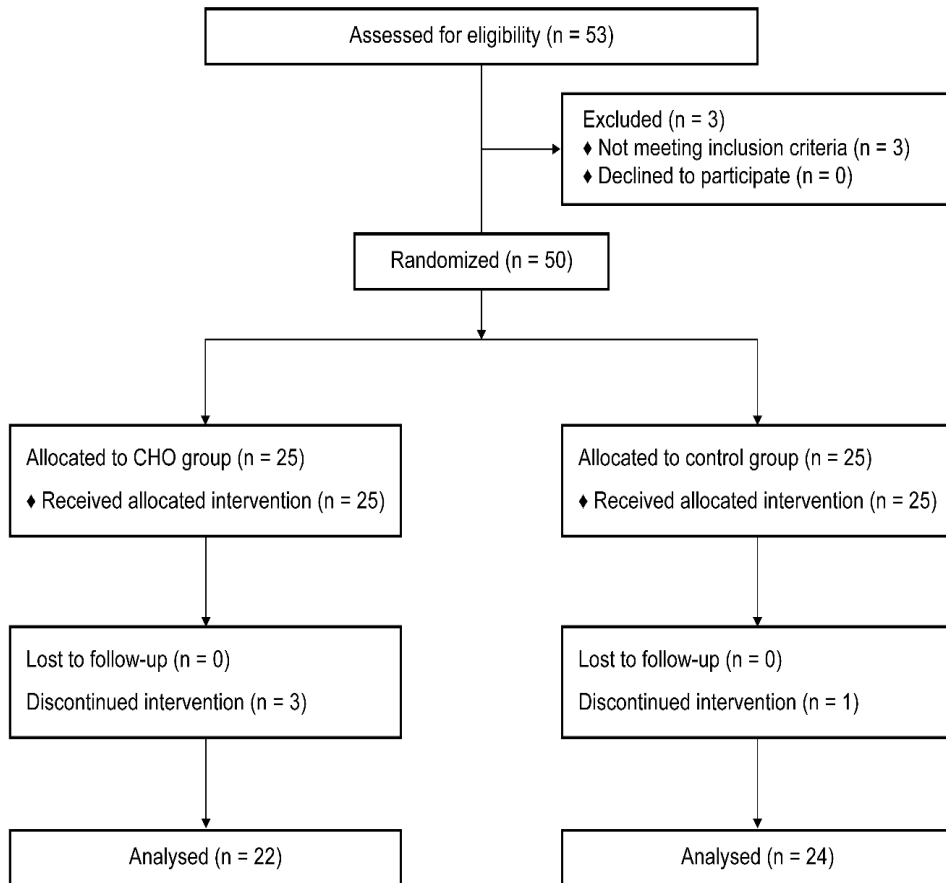 Assessed for eligibility (n = 53)
Excluded (n = 3)
♦ Not meeting inclusion criteria (n = 3)
♦ Declined to participate (n = 0)
Randomized (n = 50)
Allocated to CHO group (n = 25)
♦ Received allocated intervention (n = 25)
Allocated to control group (n = 25)
♦ Received allocated intervention (n = 25)
Lost to follow-up (n = 0)
Discontinued intervention (n = 3)
Lost to follow-up (n = 0)
Discontinued intervention (n = 1)
Analysed (n = 22)
Analysed (n = 24)